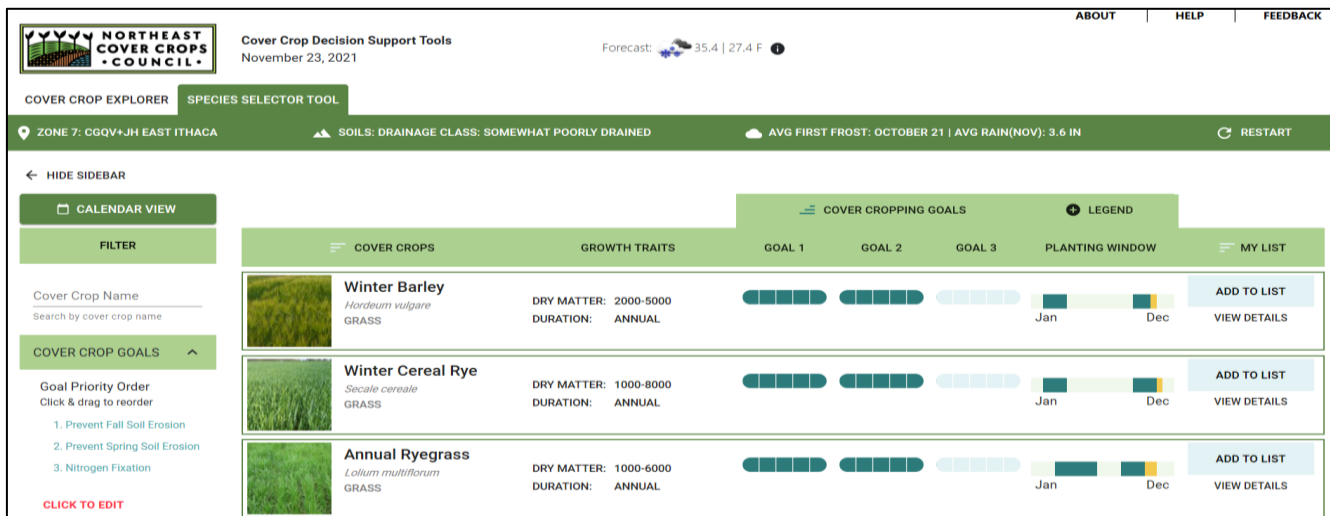 ABOUT HELP FEEDBACK
NORTHEAST
COVER CROPS
• COUNCIL •
Cover Crop Decision Support Tools
November 23, 2021
Forecast: 35.4 | 27.4 F
COVER CROP EXPLORER SPECIES SELECTOR TOOL
ZONE 7: CGQV+JH EAST ITHACA SOILS: DRAINAGE CLASS: SOMEWHAT POORLY DRAINED AVG FIRST FROST: OCTOBER 21 | AVG RAIN(NOV): 3.6 IN RESTART
HIDE SIDEBAR
CALENDAR VIEW
FILTER
Cover Crop Name
Search by cover crop name
COVER CROP GOALS
Goal Priority Order
Click & drag to reorder
1. Prevent Fall Soil Erosion
2. Prevent Spring Soil Erosion
3. Nitrogen Fixation
CLICK TO EDIT
COVER CROPPING GOALS LEGEND
COVER CROPS GROWTH TRAITS GOAL 1 GOAL 2 GOAL 3 PLANTING WINDOW MY LIST
Winter Barley
Hordeum vulgare
GRASS
DRY MATTER: 2000-5000
DURATION: ANNUAL
Jan Dec
ADD TO LIST
VIEW DETAILS
Winter Cereal Rye
Secale cereale
GRASS
DRY MATTER: 1000-8000
DURATION: ANNUAL
Jan Dec
ADD TO LIST
VIEW DETAILS
Annual Ryegrass
Lolium multiflorum
GRASS
DRY MATTER: 1000-6000
DURATION: ANNUAL
Jan Dec
ADD TO LIST
VIEW DETAILS